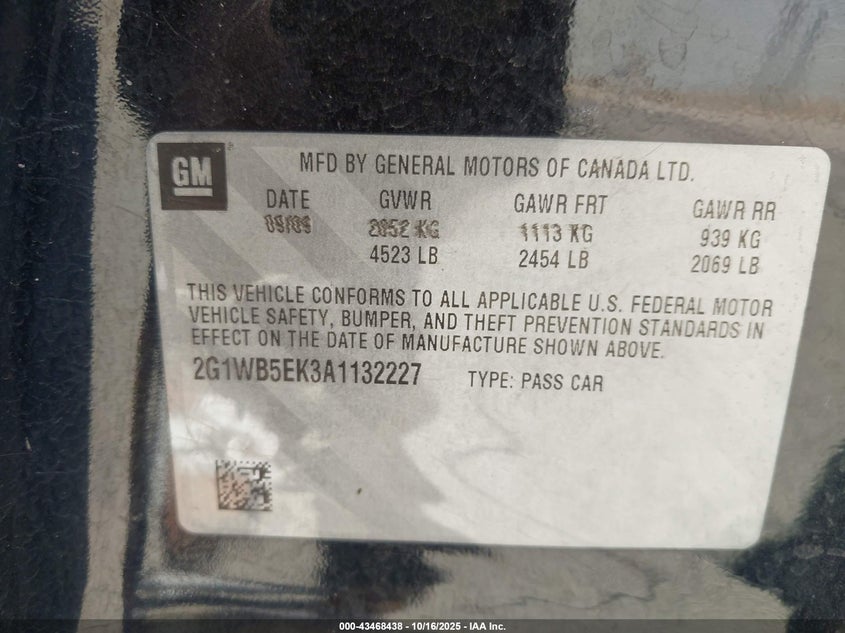 GM
MFD BY GENERAL MOTORS OF CANADA LTD.
DATE GVWR GAWR FRT GAWR RR
09/09 2052 KG 1113 KG 939 KG
4523 LB 2454 LB 2069 LB
THIS VEHICLE CONFORMS TO ALL APPLICABLE U.S. FEDERAL MOTOR
VEHICLE SAFETY, BUMPER, AND THEFT PREVENTION STANDARDS IN
EFFECT ON THE DATE OF MANUFACTURE SHOWN ABOVE.
2G1WB5EK3A1132227 TYPE: PASS CAR
000-43468438 - 10/16/2025 - IAA Inc.